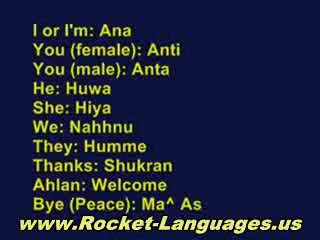 I or I'm: Ana
You (female): Anti
You (male): Anta
He: Huwa
She: Hiya
We: Nahhnu
They: Humme
Thanks: Shukran
Ahlan: Welcome
Bye (Peace): Ma^ As
www.Rocket-Languages.us